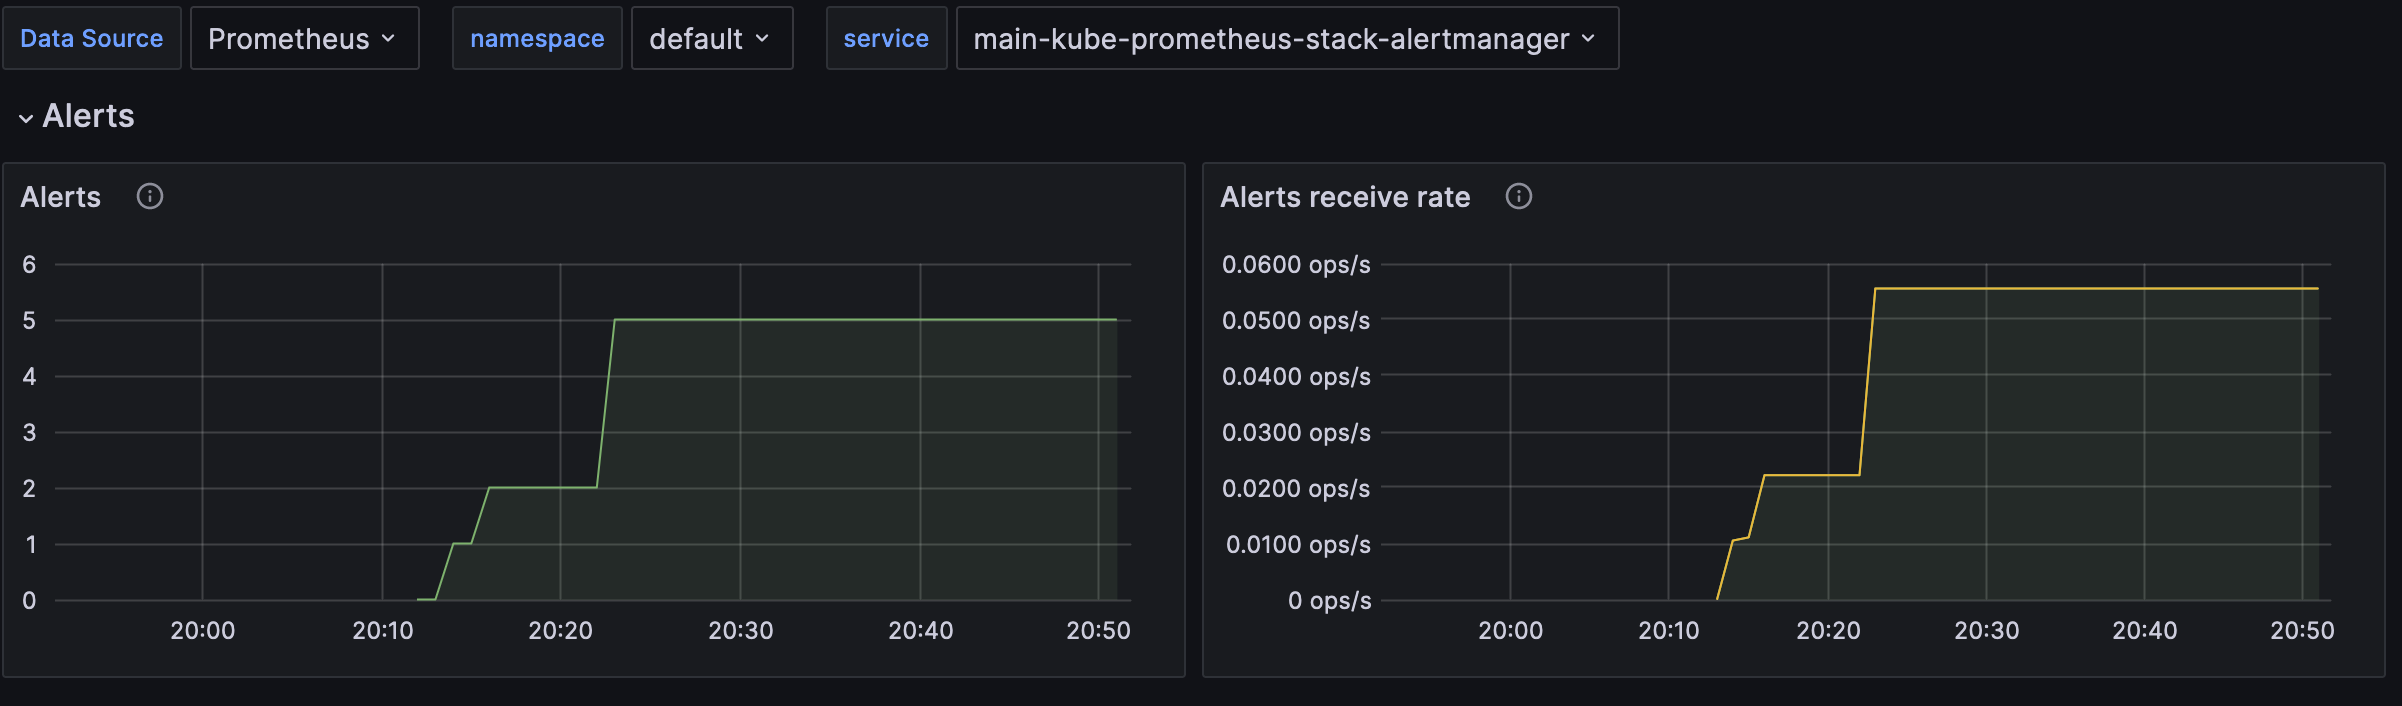 Data Source Prometheus namespace default service main-kube-prometheus-stack-alertmanager
Alerts
Alerts
6
5
4
3
2
1
0
20:00 20:10 20:20 20:30 20:40 20:50
Alerts receive rate
0.0600 ops/s
0.0500 ops/s
0.0400 ops/s
0.0300 ops/s
0.0200 ops/s
0.0100 ops/s
0 ops/s
20:00 20:10 20:20 20:30 20:40 20:50